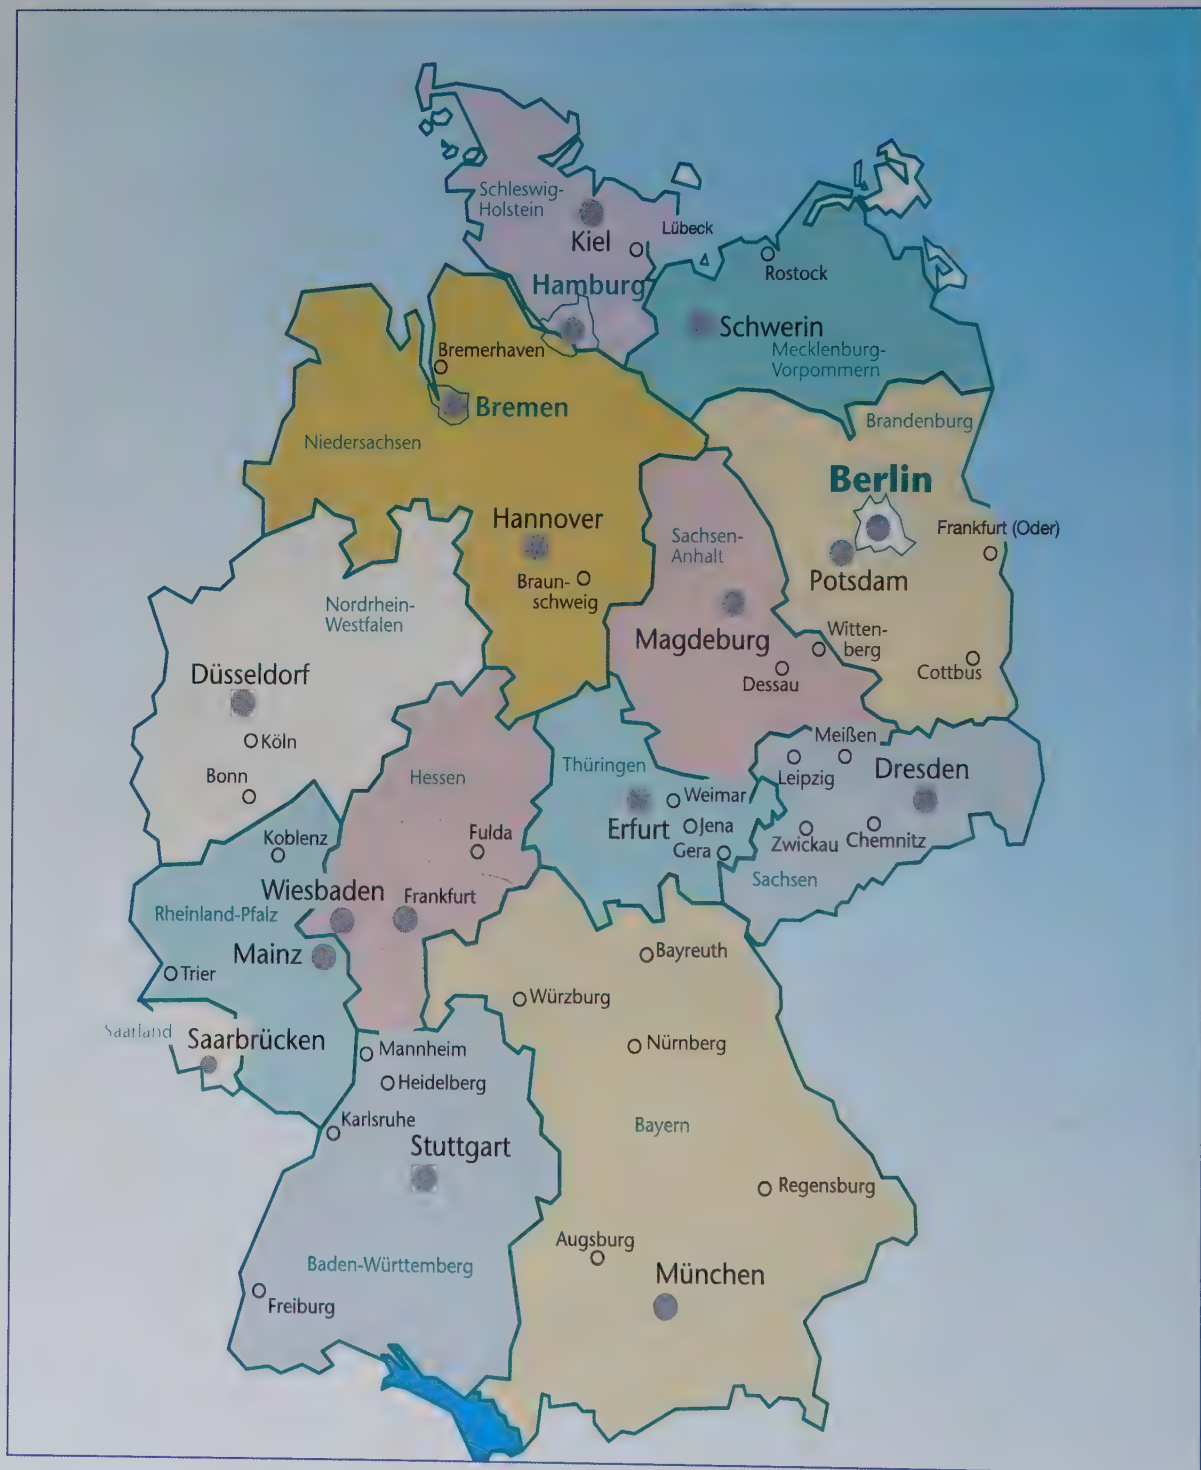 Schleswig-
Holstein
Kiel
Lübeck
Hamburg
Rostock
Schwerin
Mecklenburg-
Vorpommern
Bremerhaven
Bremen
Brandenburg
Niedersachsen
Berlin
Hannover
Frankfurt (Oder)
Sachsen-
Anhalt
Braun-
schweig
Potsdam
Nordrhein-
Westfalen
Magdeburg
Witten-
berg
Cottbus
Dessau
Düsseldorf
Köln
Bonn
Hessen
Thüringen
Meißen
Leipzig
Dresden
Weimar
Erfurt
Jena
Gera
Zwickau
Chemnitz
Sachsen
Koblenz
Fulda
Wiesbaden
Frankfurt
Rheinland-Pfalz
Mainz
Trier
Bayreuth
Würzburg
Saarland
Saarbrücken
Mannheim
Nürnberg
Heidelberg
Karlsruhe
Bayern
Stuttgart
Regensburg
Augsburg
Baden-Württemberg
München
Freiburg